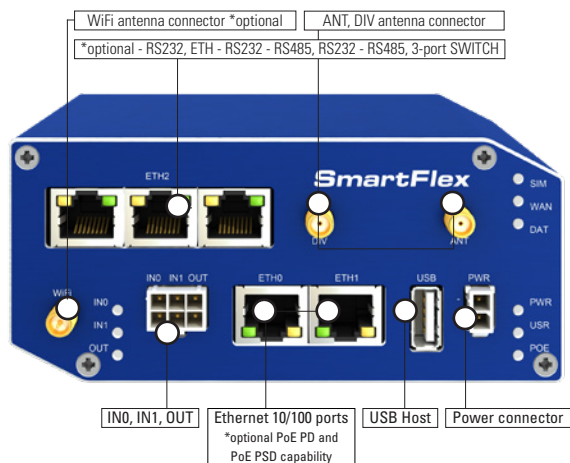 WiFi antenna connector *optional
ANT, DIV antenna connector
*optional - RS232, ETH - RS232 - RS485, RS232 - RS485, 3-port SWITCH
ETH2
SmartFlex
SIM
WAN
DAT
DIV
ANT
WiFi
IN0
IN1
OUT
IN0 IN1 OUT
ETH0
ETH1
USB
PWR
-
PWR
USR
POE
IN0, IN1, OUT
Ethernet 10/100 ports
*optional PoE PD and
PoE PSD capability
USB Host
Power connector